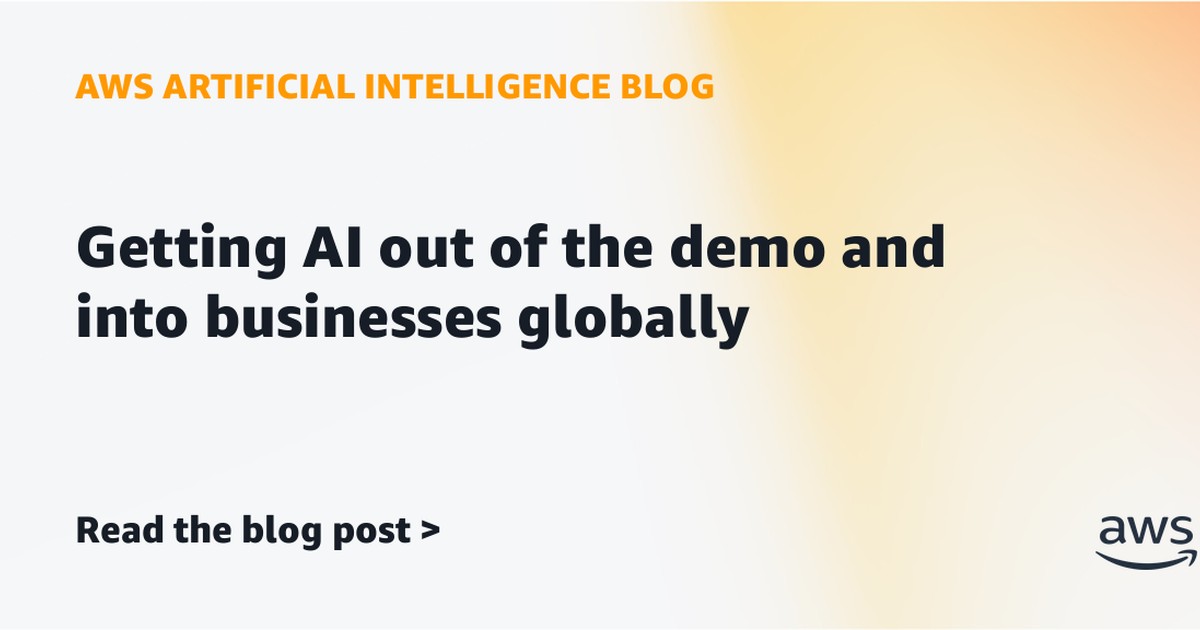 AWS ARTIFICIAL INTELLIGENCE BLOG
Getting AI out of the demo and
into businesses globally
Read the blog post >
aws